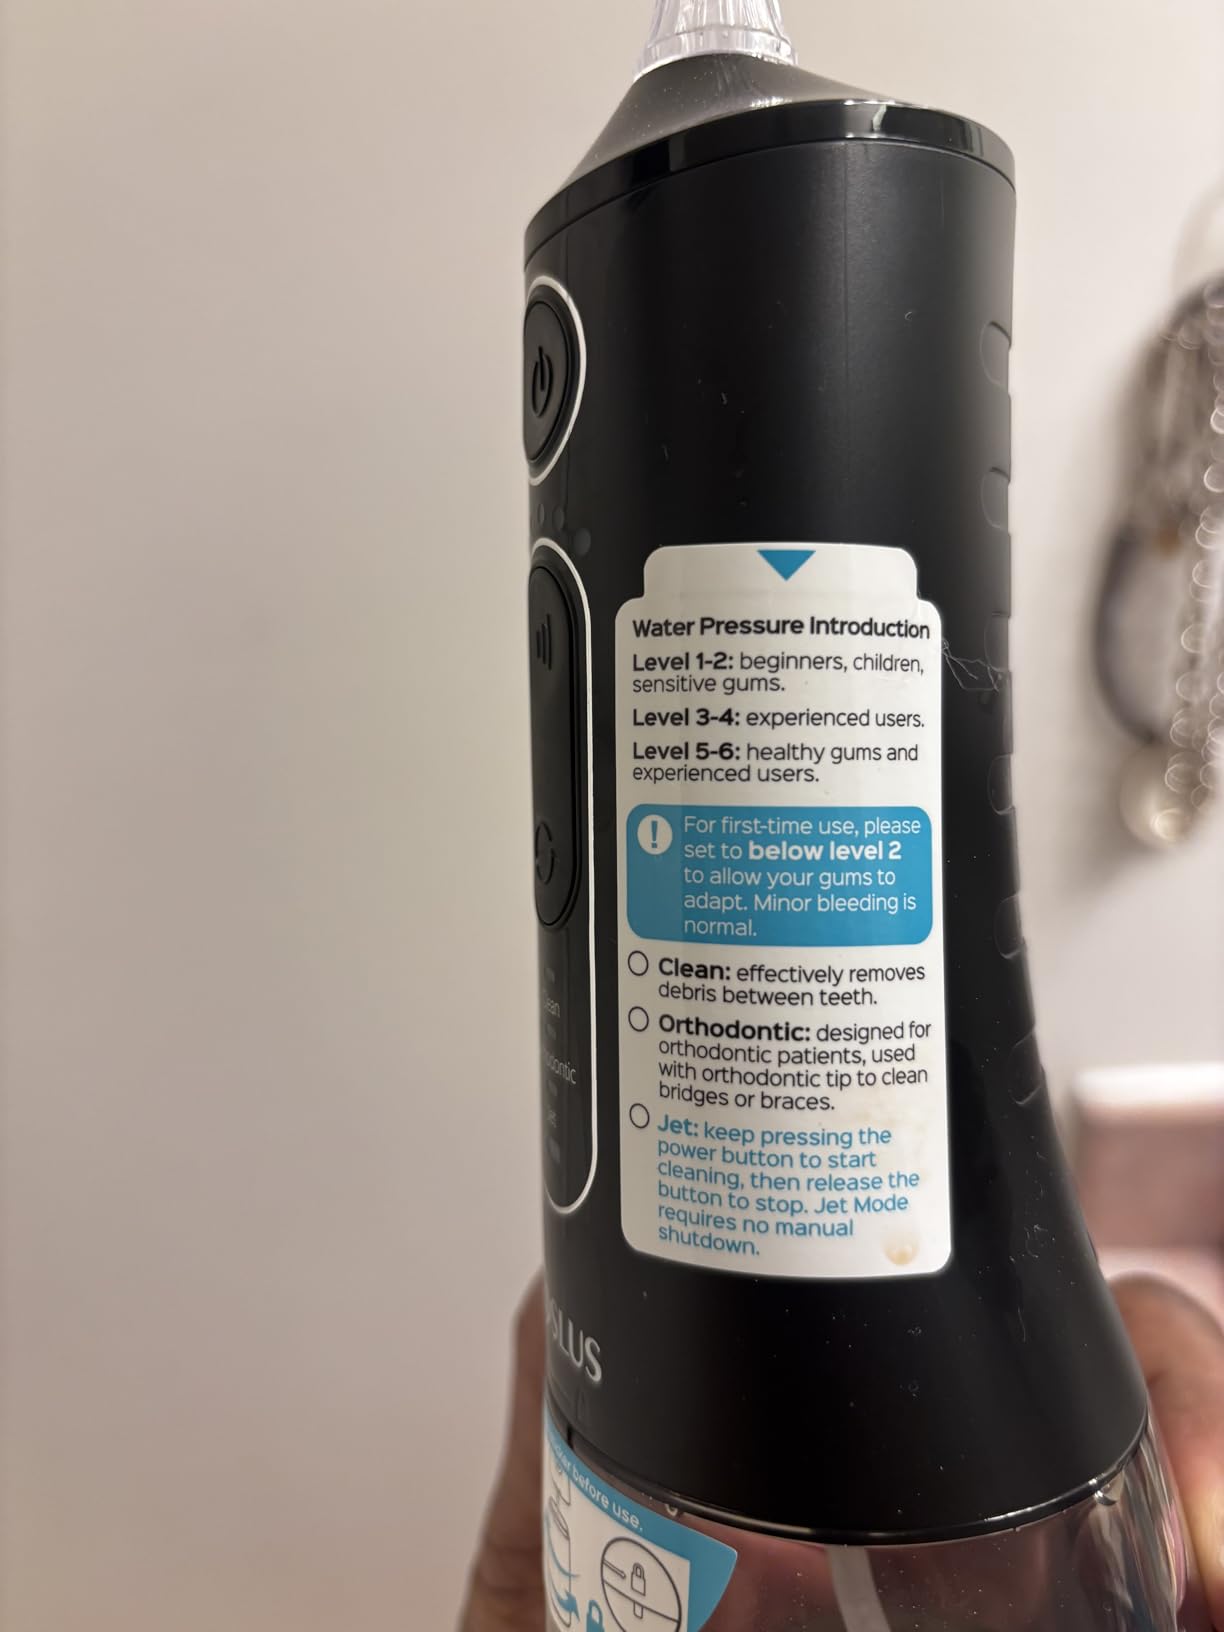 Water Pressure Introduction
Level 1-2: beginners, children,
sensitive gums.
Level 3-4: experienced users.
Level 5-6: healthy gums and
experienced users.
! For first-time use, please
set to below level 2
to allow your gums to
adapt. Minor bleeding is
normal.
Clean: effectively removes
debris between teeth.
Orthodontic: designed for
orthodontic patients, used
with orthodontic tip to clean
bridges or braces.
Jet: keep pressing the
power button to start
cleaning, then release the
button to stop. Jet Mode
requires no manual
shutdown.
before use.